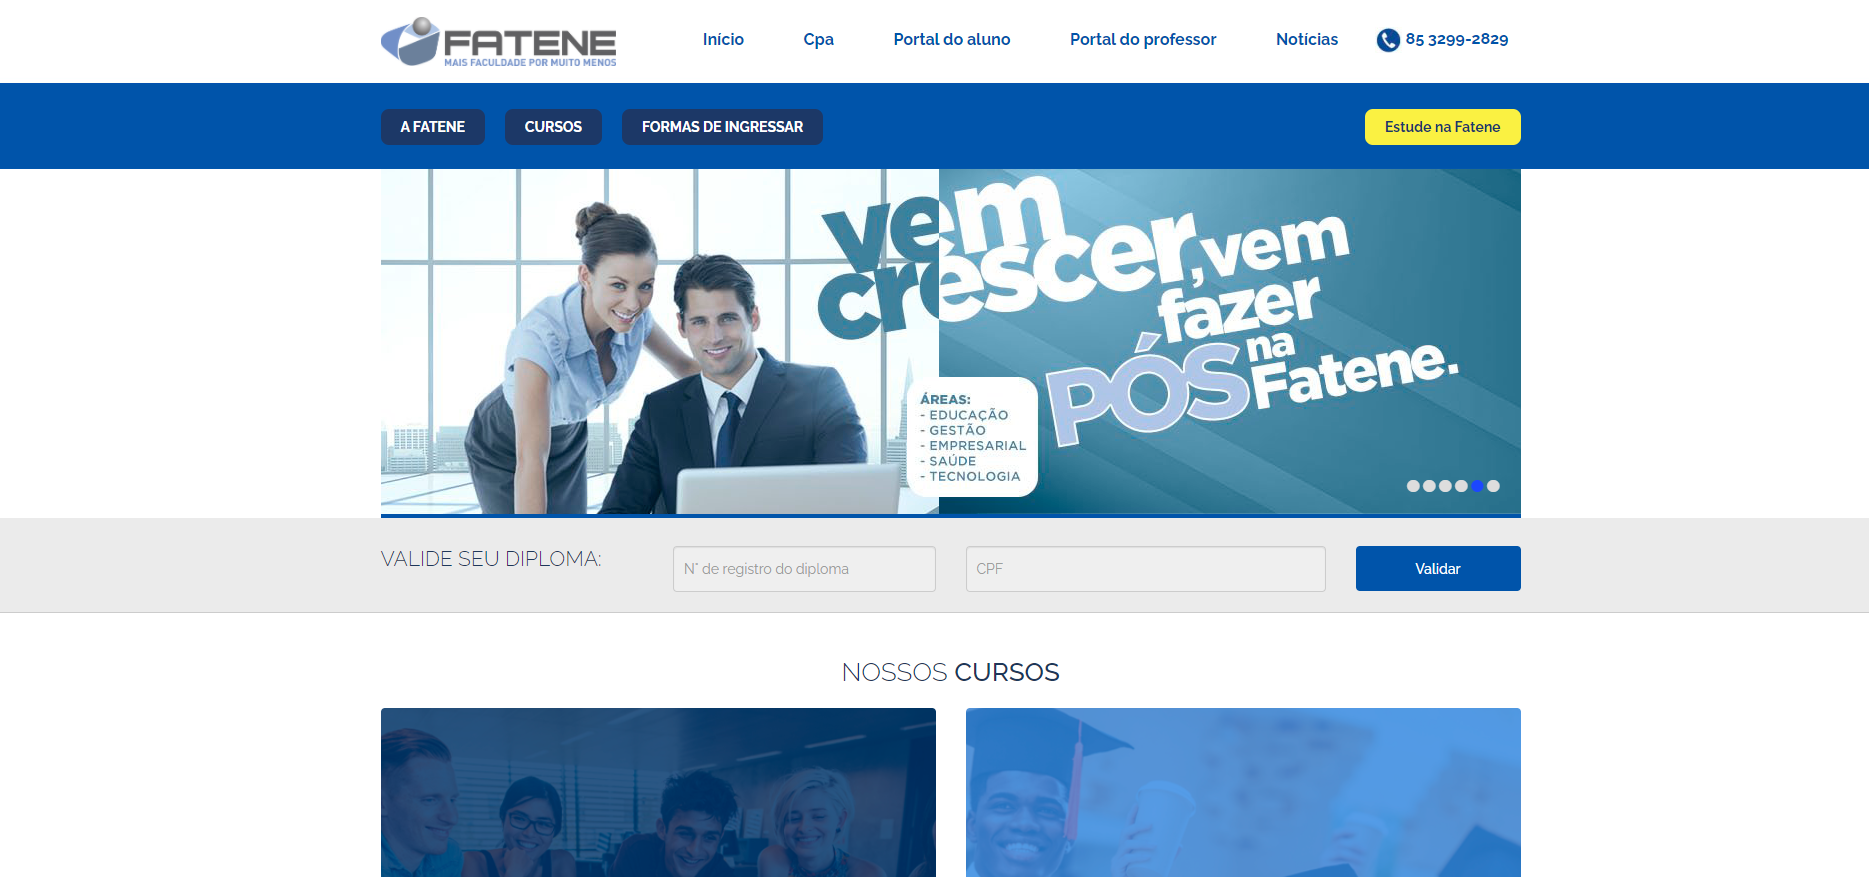 FATENE
MAIS FACULDADE POR MUITO MENOS
Início
Cpa
Portal do aluno
Portal do professor
Notícias
85 3299-2829
A FATENE
CURSOS
FORMAS DE INGRESSAR
Estude na Fatene
vem
crescer, vem
fazer
PÓS na
Fatene.
ÁREAS:
- EDUCAÇÃO
- GESTÃO
- EMPRESARIAL
- SAÚDE
- TECNOLOGIA
VALIDE SEU DIPLOMA:
N° de registro do diploma
CPF
Validar
NOSSOS CURSOS